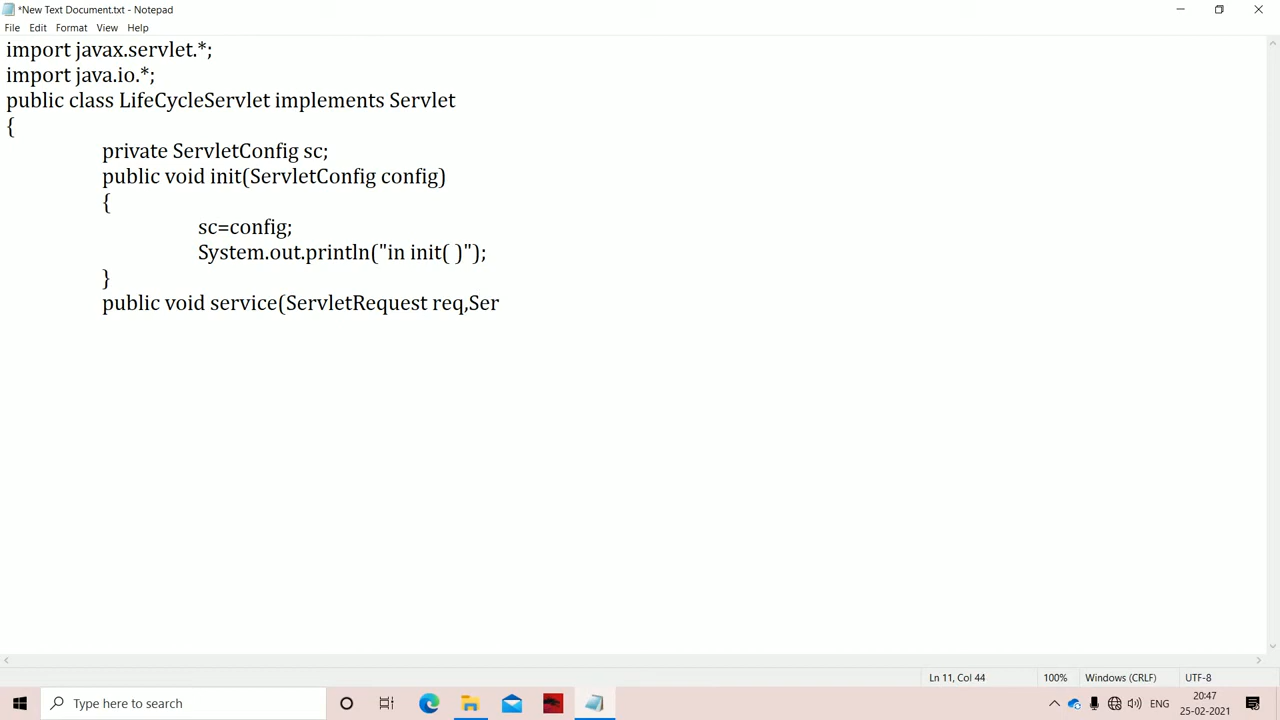 *New Text Document.txt - Notepad
File Edit Format View Help
import javax.servlet.*;
import java.io.*;
public class LifeCycleServlet implements Servlet
{
private ServletConfig sc;
public void init(ServletConfig config)
{
sc=config;
System.out.println("in init( )");
}
public void service(ServletRequest req,Ser
Ln 11, Col 44 100% Windows (CRLF) UTF-8
Type here to search ENG 20:47
25-02-2021